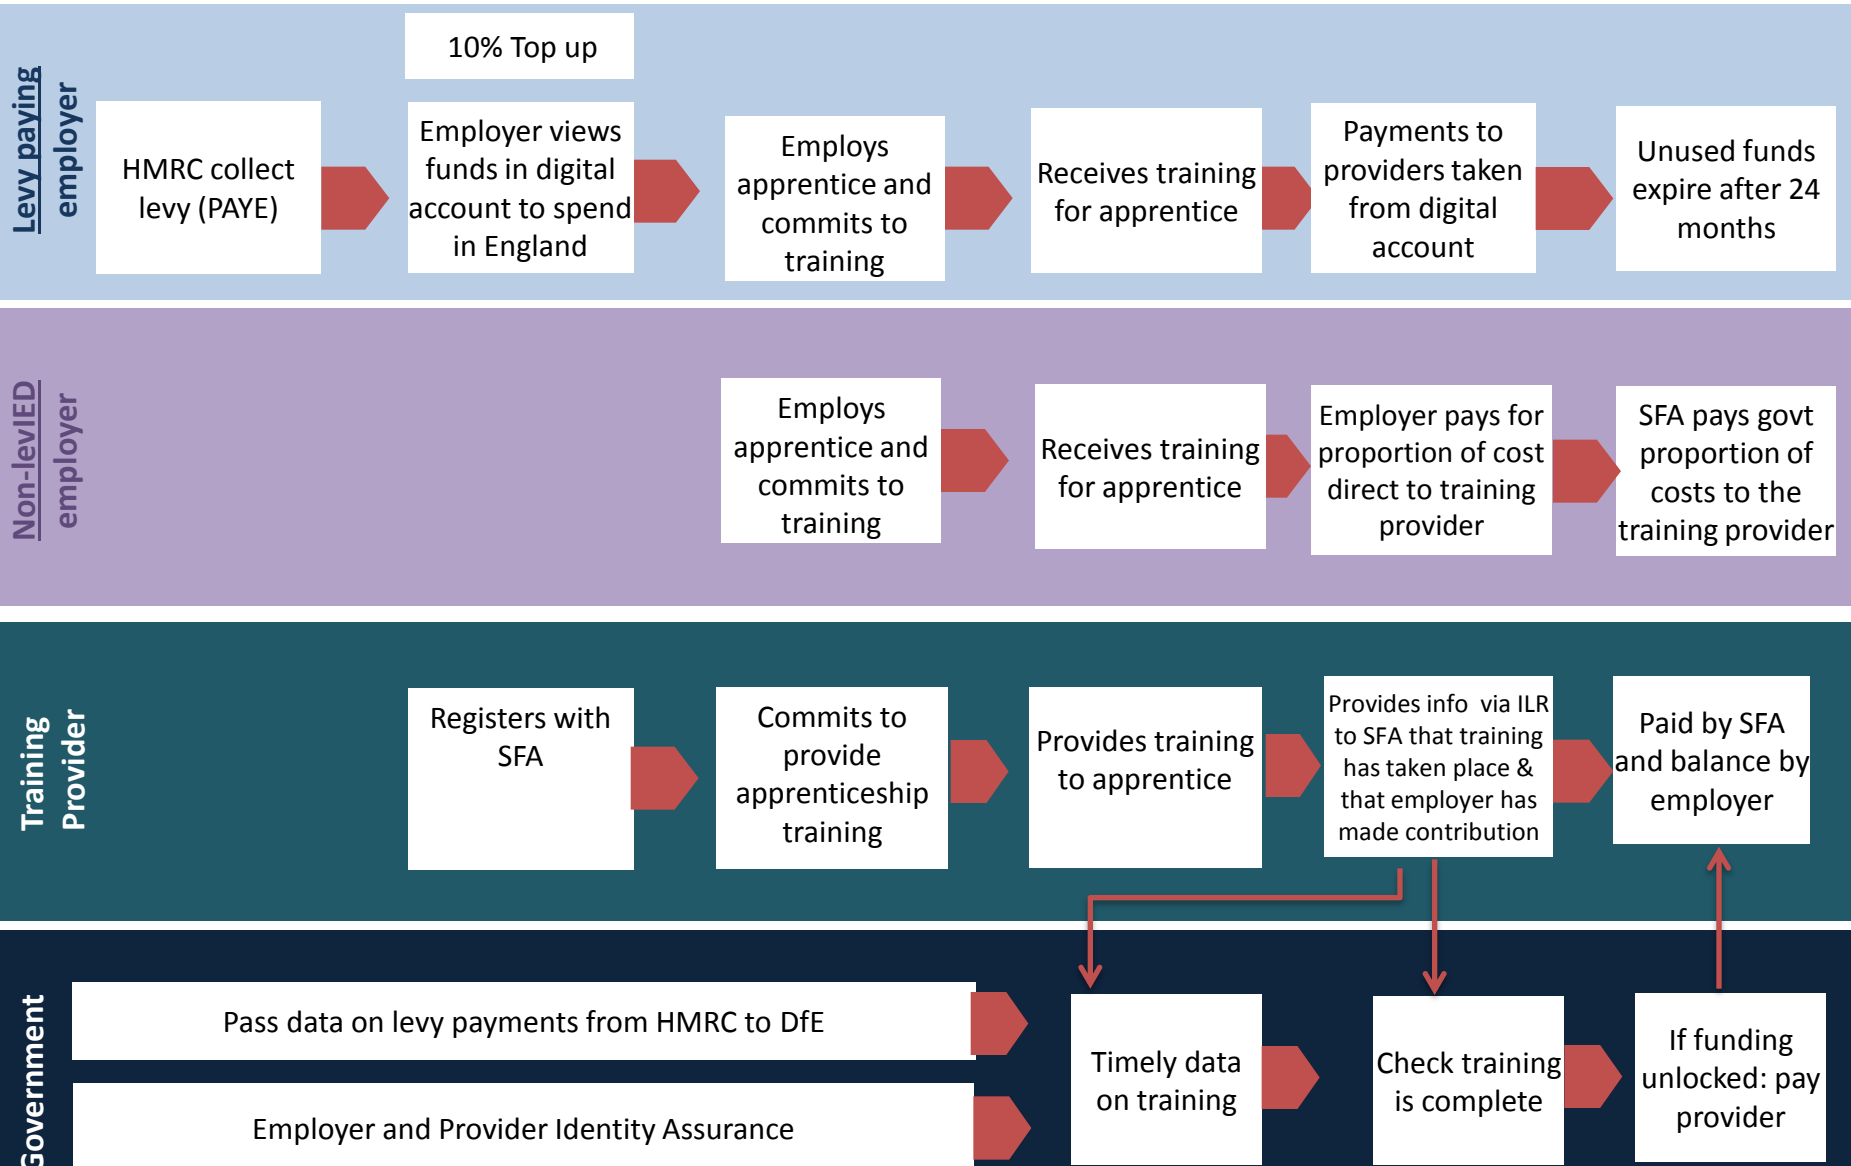 Levy paying
employer
10% Top up
HMRC collect
levy (PAYE)
Employer views
funds in digital
account to spend
in England
Employs
apprentice and
commits to
training
Receives training
for apprentice
Payments to
providers taken
from digital
account
Unused funds
expire after 24
months
Non-levIED
employer
Employs
apprentice and
commits to
training
Receives training
for apprentice
Employer pays for
proportion of cost
direct to training
provider
SFA pays govt
proportion of
costs to the
training provider
Training
Provider
Registers with
SFA
Commits to
provide
apprenticeship
training
Provides training
to apprentice
Provides info via ILR
to SFA that training
has taken place &
that employer has
made contribution
Paid by SFA
and balance by
employer
Government
Pass data on levy payments from HMRC to DfE
Employer and Provider Identity Assurance
Timely data
on training
Check training
is complete
If funding
unlocked: pay
provider